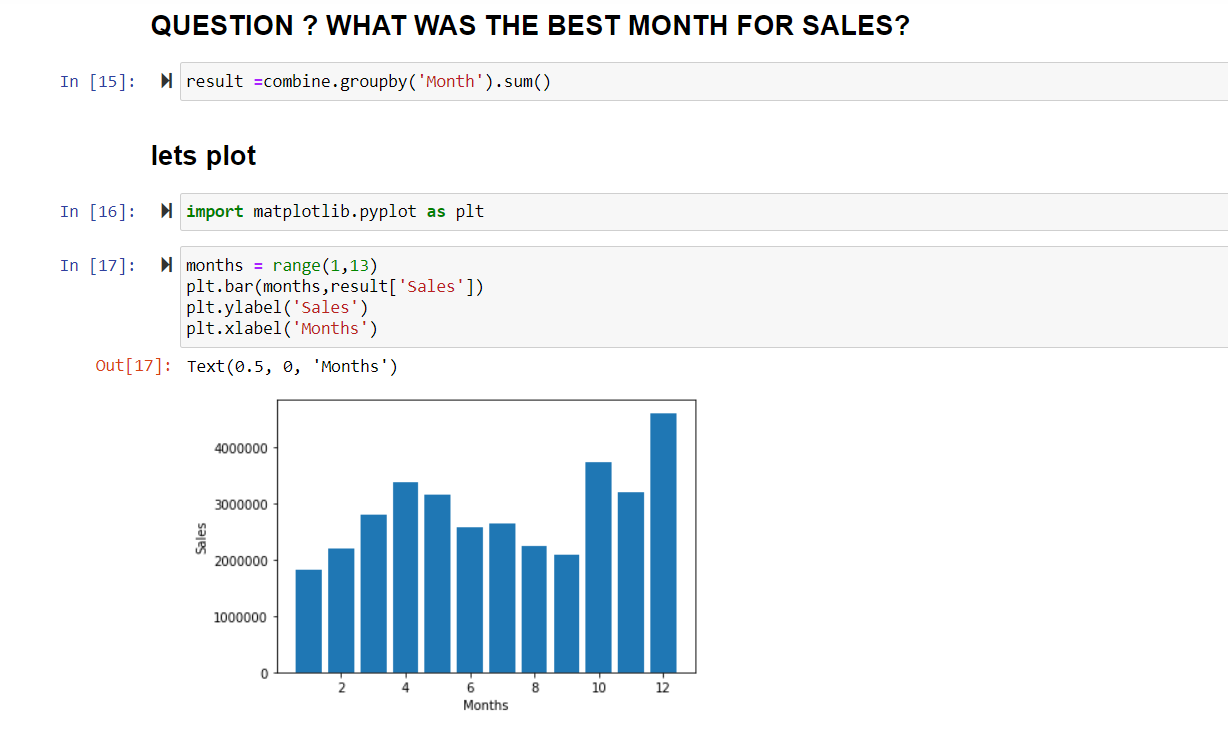 QUESTION ? WHAT WAS THE BEST MONTH FOR SALES?
In [15]: result =combine.groupby('Month').sum()
lets plot
In [16]: import matplotlib.pyplot as plt
In [17]: months = range(1,13)
plt.bar(months,result['Sales'])
plt.ylabel('Sales')
plt.xlabel('Months')
Out[17]: Text(0.5, 0, 'Months')
4000000
3000000
2000000
1000000
0
Sales
2 4 6 8 10 12
Months